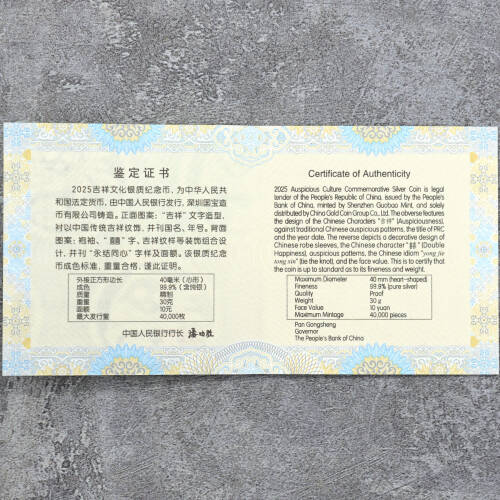 鉴定证书
2025吉祥文化银质纪念币，为中华人民共
和国法定货币，由中国人民银行发行，深圳国宝造
币有限公司铸造。正面图案：“吉祥”文字造型，
衬以中国传统吉祥纹饰，并刊国名、年号。背面
图案：袍袖、“囍”字、吉祥纹样等装饰组合设
计，并刊“永结同心”字样及面额。该银质纪念
币成色标准，重量合格，谨此证明。
外接正方形边长 40毫米（心形）
成色 99.9%（含纯银）
质量 精制
重量 30克
面额 10元
最大发行量 40,000枚
中国人民银行行长 潘功胜
Certificate of Authenticity
2025 Auspicious Culture Commemorative Silver Coin is legal
tender of the People's Republic of China, issued by the People's
Bank of China, minted by Shenzhen Guobao Mint, and solely
distributed by China Gold Coin Group Co., Ltd. The obverse features
the design of the Chinese Characters "吉祥" (Auspiciousness),
against traditional Chinese auspicious patterns, the title of PRC
and the year date. The reverse depicts a decorative design of
Chinese robe sleeves, the Chinese character "囍" (Double
Happiness), auspicious patterns, the Chinese idiom "yong jie
tong xin" (tie the knot), and the face value. This is to certify that
the coin is up to standard as to its fineness and weight.
Maximum Diameter 40 mm (heart-shaped)
Fineness 99.9% (pure silver)
Quality Proof
Weight 30 g
Face Value 10 yuan
Maximum Mintage 40,000 pieces
Pan Gongsheng
Governor
The People's Bank of China